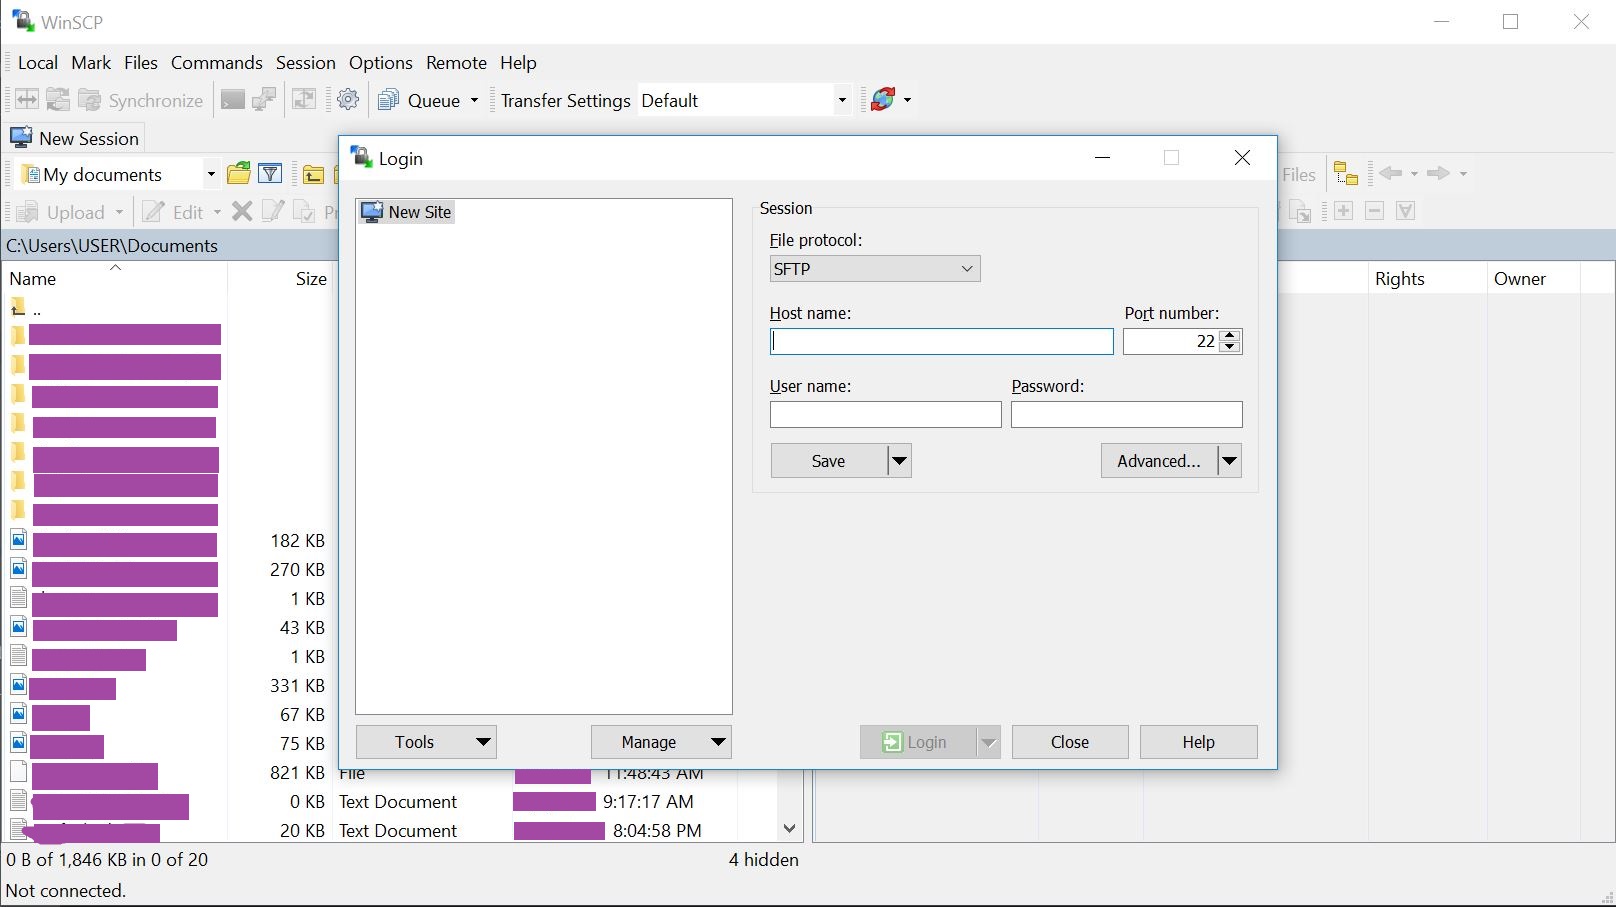 WinSCP
Local Mark Files Commands Session Options Remote Help
Synchronize Queue Transfer Settings Default
New Session
My documents
Files
Upload Edit
C:\Users\USER\Documents
Name Size
Rights Owner
..
182 KB
270 KB
1 KB
43 KB
1 KB
331 KB
67 KB
75 KB
821 KB File 11:48:43 AM
0 KB Text Document 9:17:17 AM
20 KB Text Document 8:04:58 PM
0 B of 1,846 KB in 0 of 20
4 hidden
Not connected.
Login
New Site
Session
File protocol:
SFTP
Host name: Port number:
22
User name: Password:
Save Advanced...
Tools Manage Login Close Help